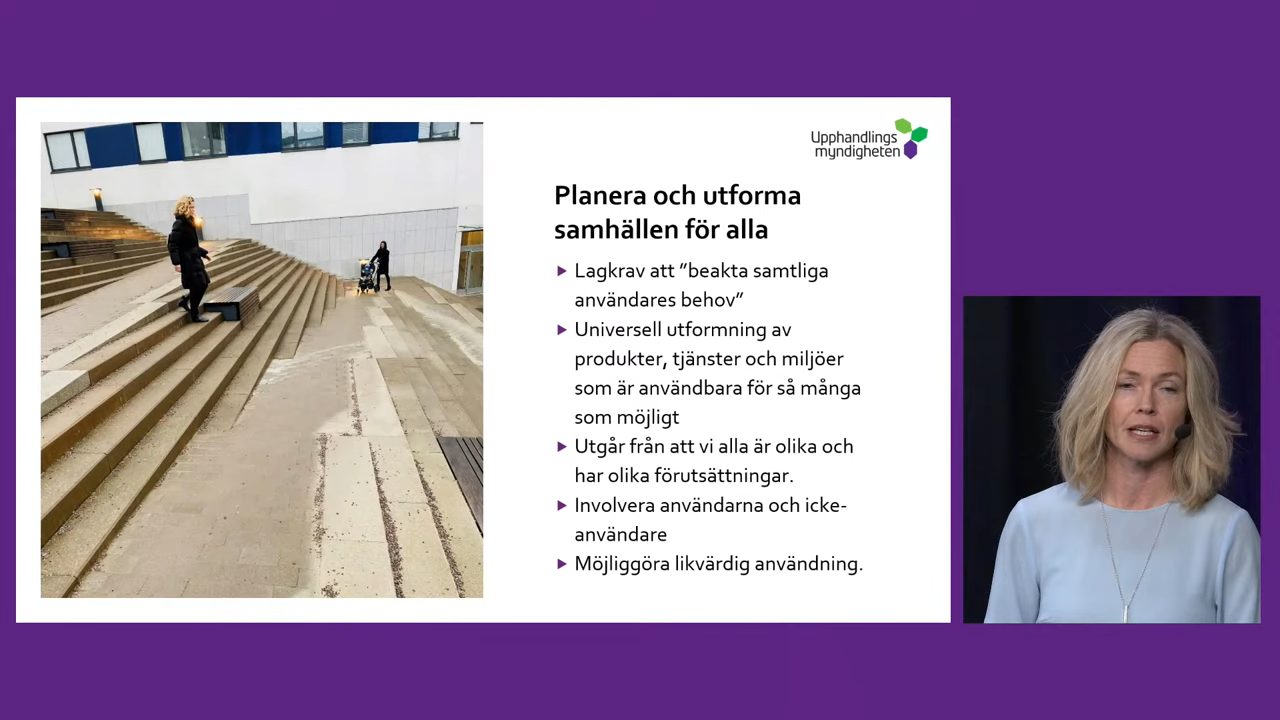 Upphandlings
myndigheten
Planera och utforma
samhällen för alla
Lagkrav att ”beakta samtliga
användares behov”
Universell utformning av
produkter, tjänster och miljöer
som är användbara för så många
som möjligt
Utgår från att vi alla är olika och
har olika förutsättningar.
Involvera användarna och icke-
användare
Möjliggöra likvärdig användning.